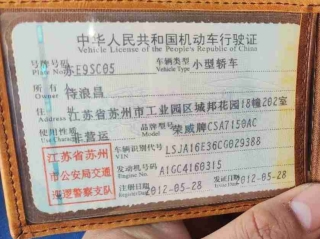 中华人民共和国机动车行驶证
Vehicle License of the People's Republic of China
号牌号码 苏E9SC05 车辆类型 小型轿车
Plate No. Vehicle Type
所有人 侍浪昌
Owner
住址 江苏省苏州市工业园区城邦花园18幢202室
使用性质 非营运 品牌型号 荣威牌CSA7150AC
Use Character Model
江苏省苏州 车辆识别代号 LSJA16E36CG029388
VIN
市公安局交通 发动机号码 A1GC4160315
Engine No.
巡逻警察支队 注册日期 2012-05-28 发证日期 2012-05-28
Register Date Issue Date